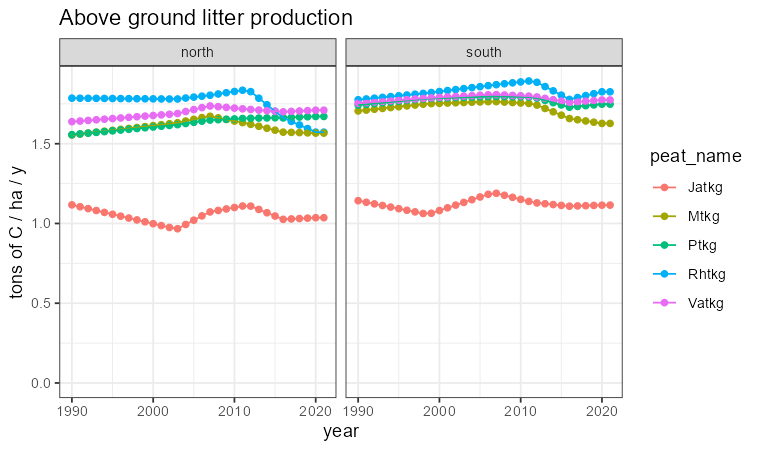 Above ground litter production
north
south
tons of C / ha / y
1.5
1.0
0.5
0.0
1990
2000
2010
2020
1990
2000
2010
2020
year
peat_name
Jatkg
Mtkg
Ptkg
Rhtkg
Vatkg